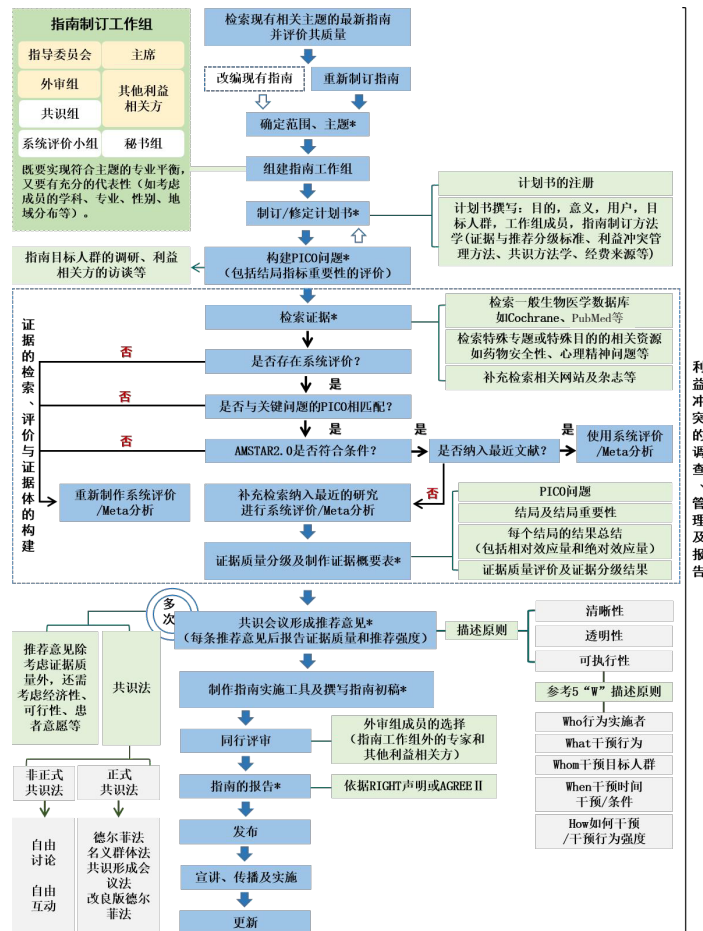 指南制订工作组
指导委员会
主席
外审组
其他利益
相关方
共识组
系统评价小组
秘书组
既要实现符合主题的专业平衡,
又要有充分的代表性（如考虑
成员的学科、专业、性别、地
域分布等）。
检索现有相关主题的最新指南
并评价其质量
改编现有指南
重新制订指南
确定范围、主题*
组建指南工作组
制订/修定计划书*
计划书的注册
计划书撰写：目的，意义，用户，目
标人群，工作组成员，指南制订方法
学(证据与推荐分级标准、利益冲突管
理方法、共识方法学、经费来源等)
构建PICO问题*
(包括结局指标重要性的评价)
指南目标人群的调研、利益
相关方的访谈等
证据的检索、评价与证据体的构建
检索证据*
检索一般生物医学数据库
如Cochrane、PubMed等
检索特殊专题或特殊目的的相关资源
如药物安全性、心理精神问题等
补充检索相关网站及杂志等
否
是否存在系统评价？
是
否
是否与关键问题的PICO相匹配？
是
否
AMSTAR2.0是否符合条件？
是
是否纳入最近文献？
是
使用系统评价
/Meta分析
否
重新制作系统评价
/Meta分析
补充检索纳入最近的研究
进行系统评价/Meta分析
证据质量分级及制作证据概要表*
PICO问题
结局及结局重要性
每个结局的结果总结
(包括相对效应量和绝对效应量)
证据质量评价及证据分级结果
利益冲突的调查、管理及报告
多次
共识会议形成推荐意见*
(每条推荐意见后报告证据质量和推荐强度)
描述原则
清晰性
透明性
可执行性
参考5“W”描述原则
Who行为实施者
What干预行为
Whom干预目标人群
When干预时间
干预/条件
How如何干预
/干预行为强度
推荐意见除
考虑证据质
量外，还需
考虑经济性、
可行性、患
者意愿等
共识法
非正式
共识法
正式
共识法
自由
讨论
自由
互动
德尔菲法
名义群体法
共识形成会
议法
改良版德尔
菲法
制作指南实施工具及撰写指南初稿*
同行评审
外审组成员的选择
(指南工作组外的专家和
其他利益相关方)
指南的报告*
依据RIGHT声明或AGREEⅡ
发布
宣讲、传播及实施
更新